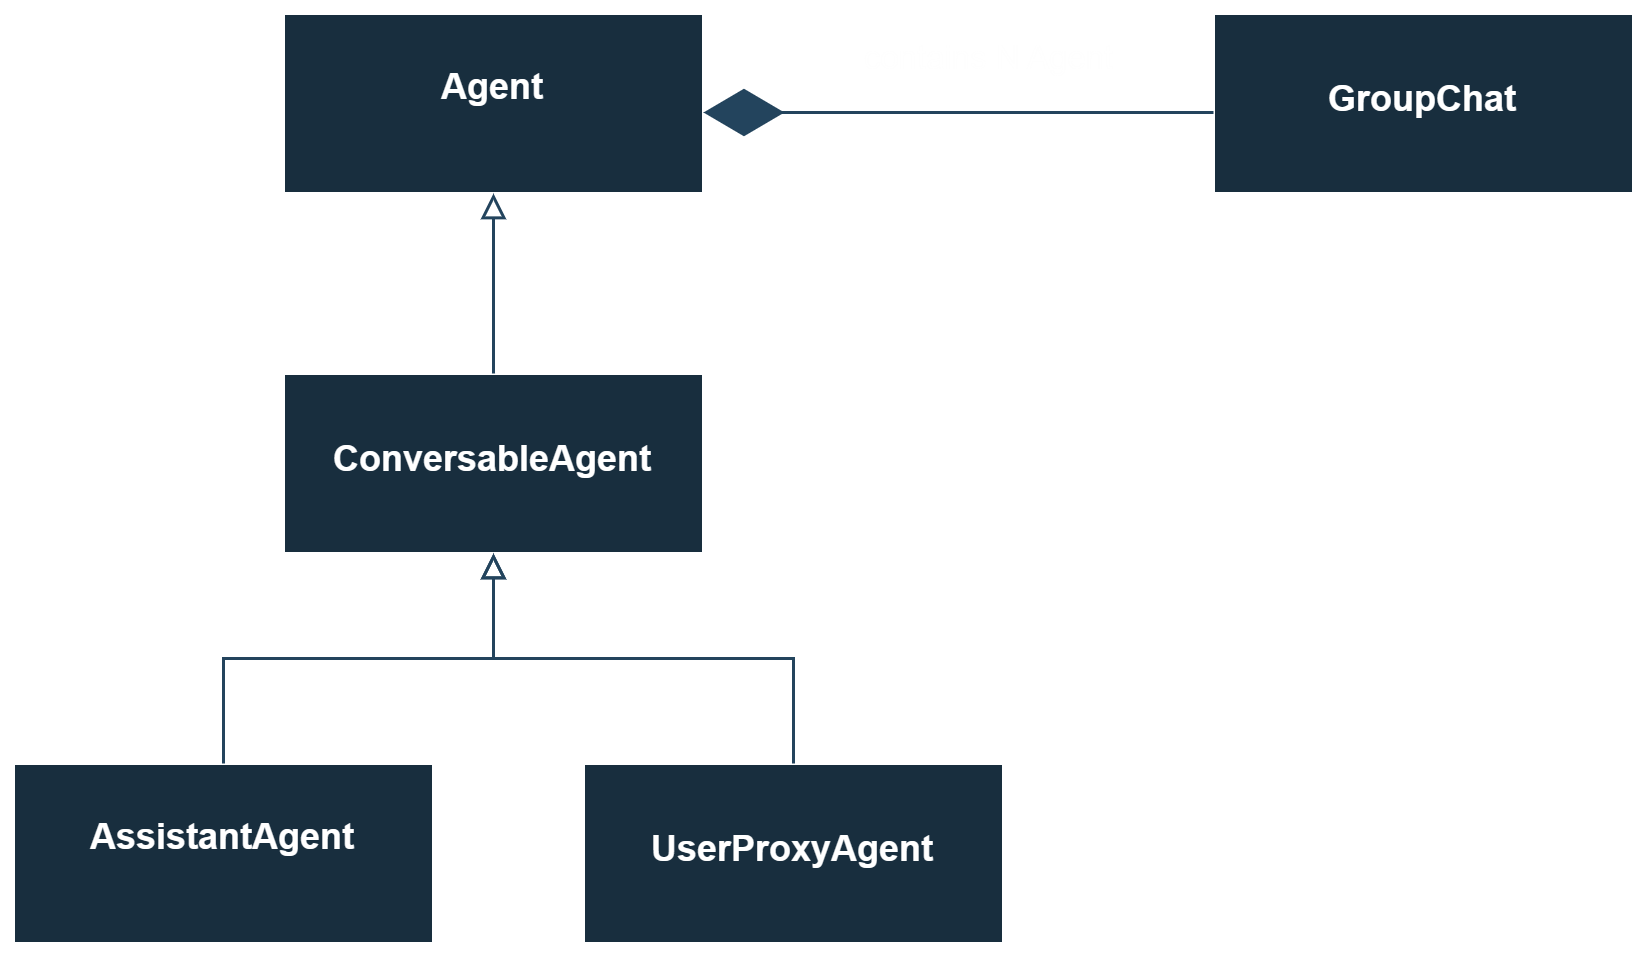 Agent
GroupChat
ConversableAgent
AssistantAgent
UserProxyAgent